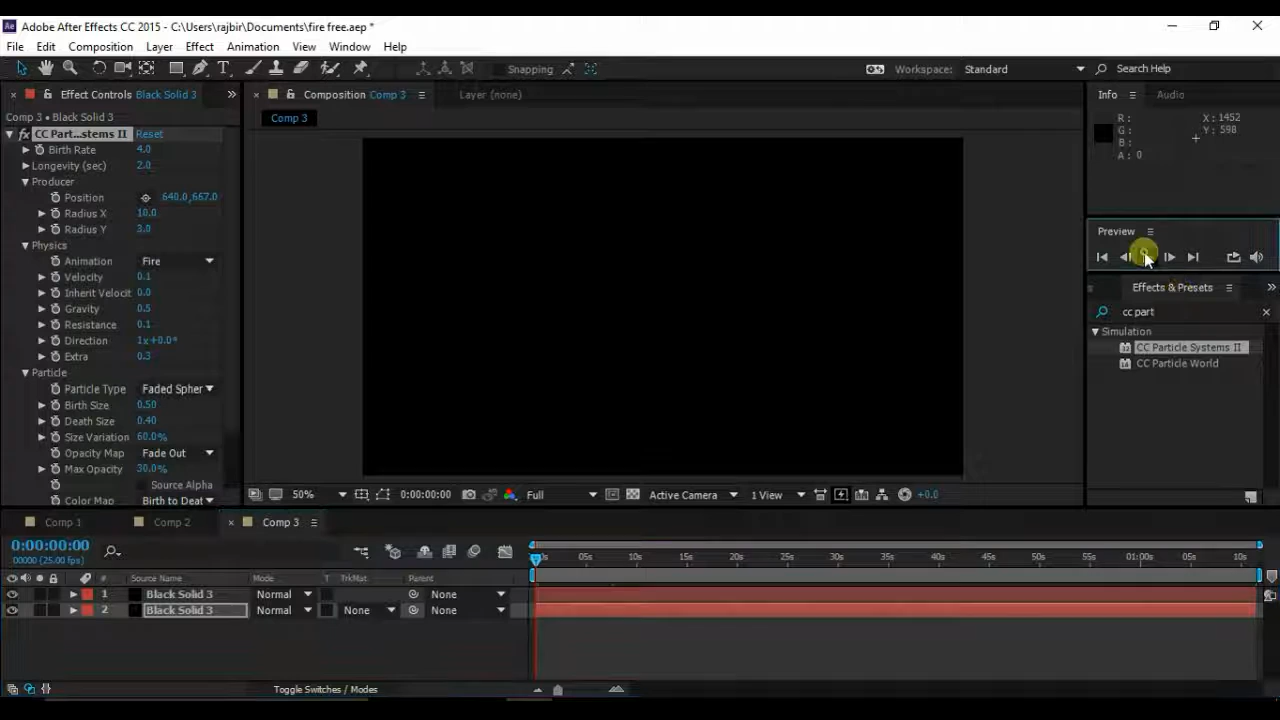 Adobe After Effects CC 2015 - C:\Users\rajbir\Documents\fire free.aep *
File Edit Composition Layer Effect Animation View Window Help
Snapping
Workspace: Standard
Search Help
Effect Controls Black Solid 3
Composition Comp 3
Layer (none)
Info
Audio
Comp 3 • Black Solid 3
Comp 3
R:
G:
B:
A: 0
X: 1452
Y: 598
fx CC Part...stems II Reset
Birth Rate 4.0
Longevity (sec) 2.0
Producer
Position 640.0,667.0
Radius X 10.0
Radius Y 3.0
Physics
Animation Fire
Velocity 0.1
Inherit Velocit 0.0
Gravity 0.5
Resistance 0.1
Direction 1x+0.0°
Extra 0.3
Particle
Particle Type Faded Spher
Birth Size 0.50
Death Size 0.40
Size Variation 60.0%
Opacity Map Fade Out
Max Opacity 30.0%
Source Alpha
Color Map Birth to Deat
Preview
Effects & Presets
cc part
Simulation
CC Particle Systems II
CC Particle World
50%
0:00:00:00
Full
Active Camera
1 View
+0.0
Comp 1
Comp 2
Comp 3
0:00:00:00
00000 (25.00 fps)
05s 10s 15s 20s 25s 30s 35s 40s 45s 50s 55s 01:00s 05s 10s
# Source Name Mode T TrkMat Parent
1 Black Solid 3 Normal None
2 Black Solid 3 Normal None None
Toggle Switches / Modes